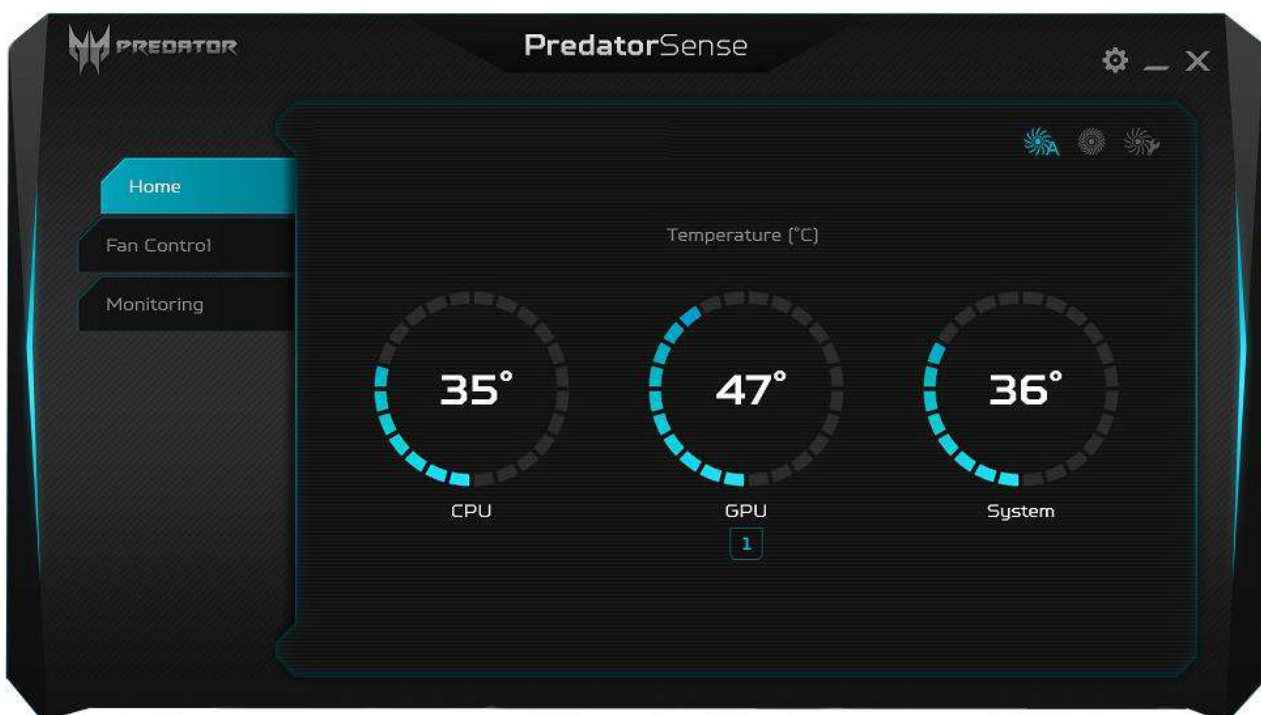 PREDATOR
PredatorSense
Home
Fan Control
Monitoring
Temperature (°C)
35°
47°
36°
CPU
GPU
System
1